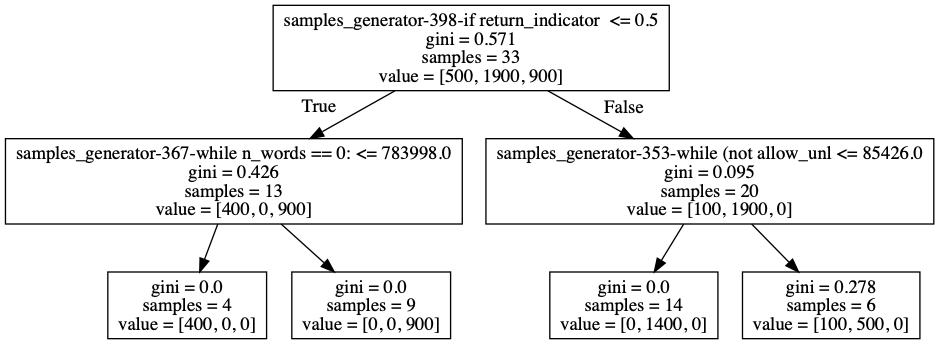 samples_generator-398-if return_indicator  <= 0.5
gini = 0.571
samples = 33
value = [500, 1900, 900]
True
False
samples_generator-367-while n_words == 0: <= 783998.0
gini = 0.426
samples = 13
value = [400, 0, 900]
samples_generator-353-while (not allow_unl <= 85426.0
gini = 0.095
samples = 20
value = [100, 1900, 0]
gini = 0.0
samples = 4
value = [400, 0, 0]
gini = 0.0
samples = 9
value = [0, 0, 900]
gini = 0.0
samples = 14
value = [0, 1400, 0]
gini = 0.278
samples = 6
value = [100, 500, 0]